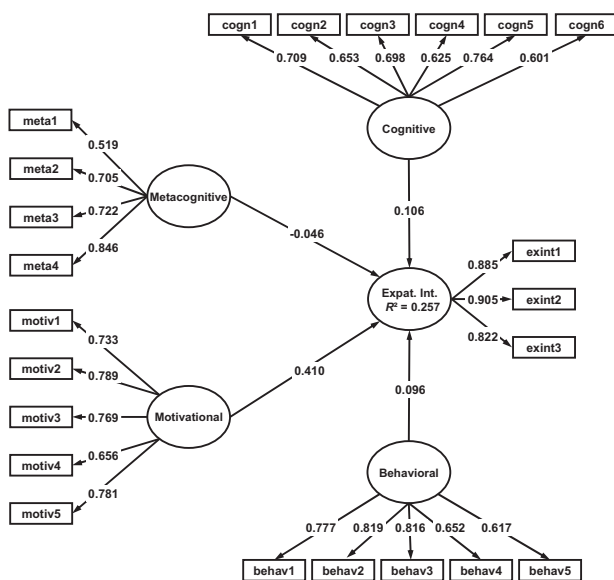 cogn1 cogn2 cogn3 cogn4 cogn5 cogn6
0.709 0.653 0.698 0.625 0.764 0.601
Cognitive
0.106
meta1
meta2
meta3
meta4
0.519
0.705
0.722
0.846
Metacognitive
-0.046
Expat. Int.
R² = 0.257
0.885
0.905
0.822
exint1
exint2
exint3
motiv1
motiv2
motiv3
motiv4
motiv5
0.733
0.789
0.769
0.656
0.781
Motivational
0.410
0.096
Behavioral
0.777 0.819 0.816 0.652 0.617
behav1 behav2 behav3 behav4 behav5